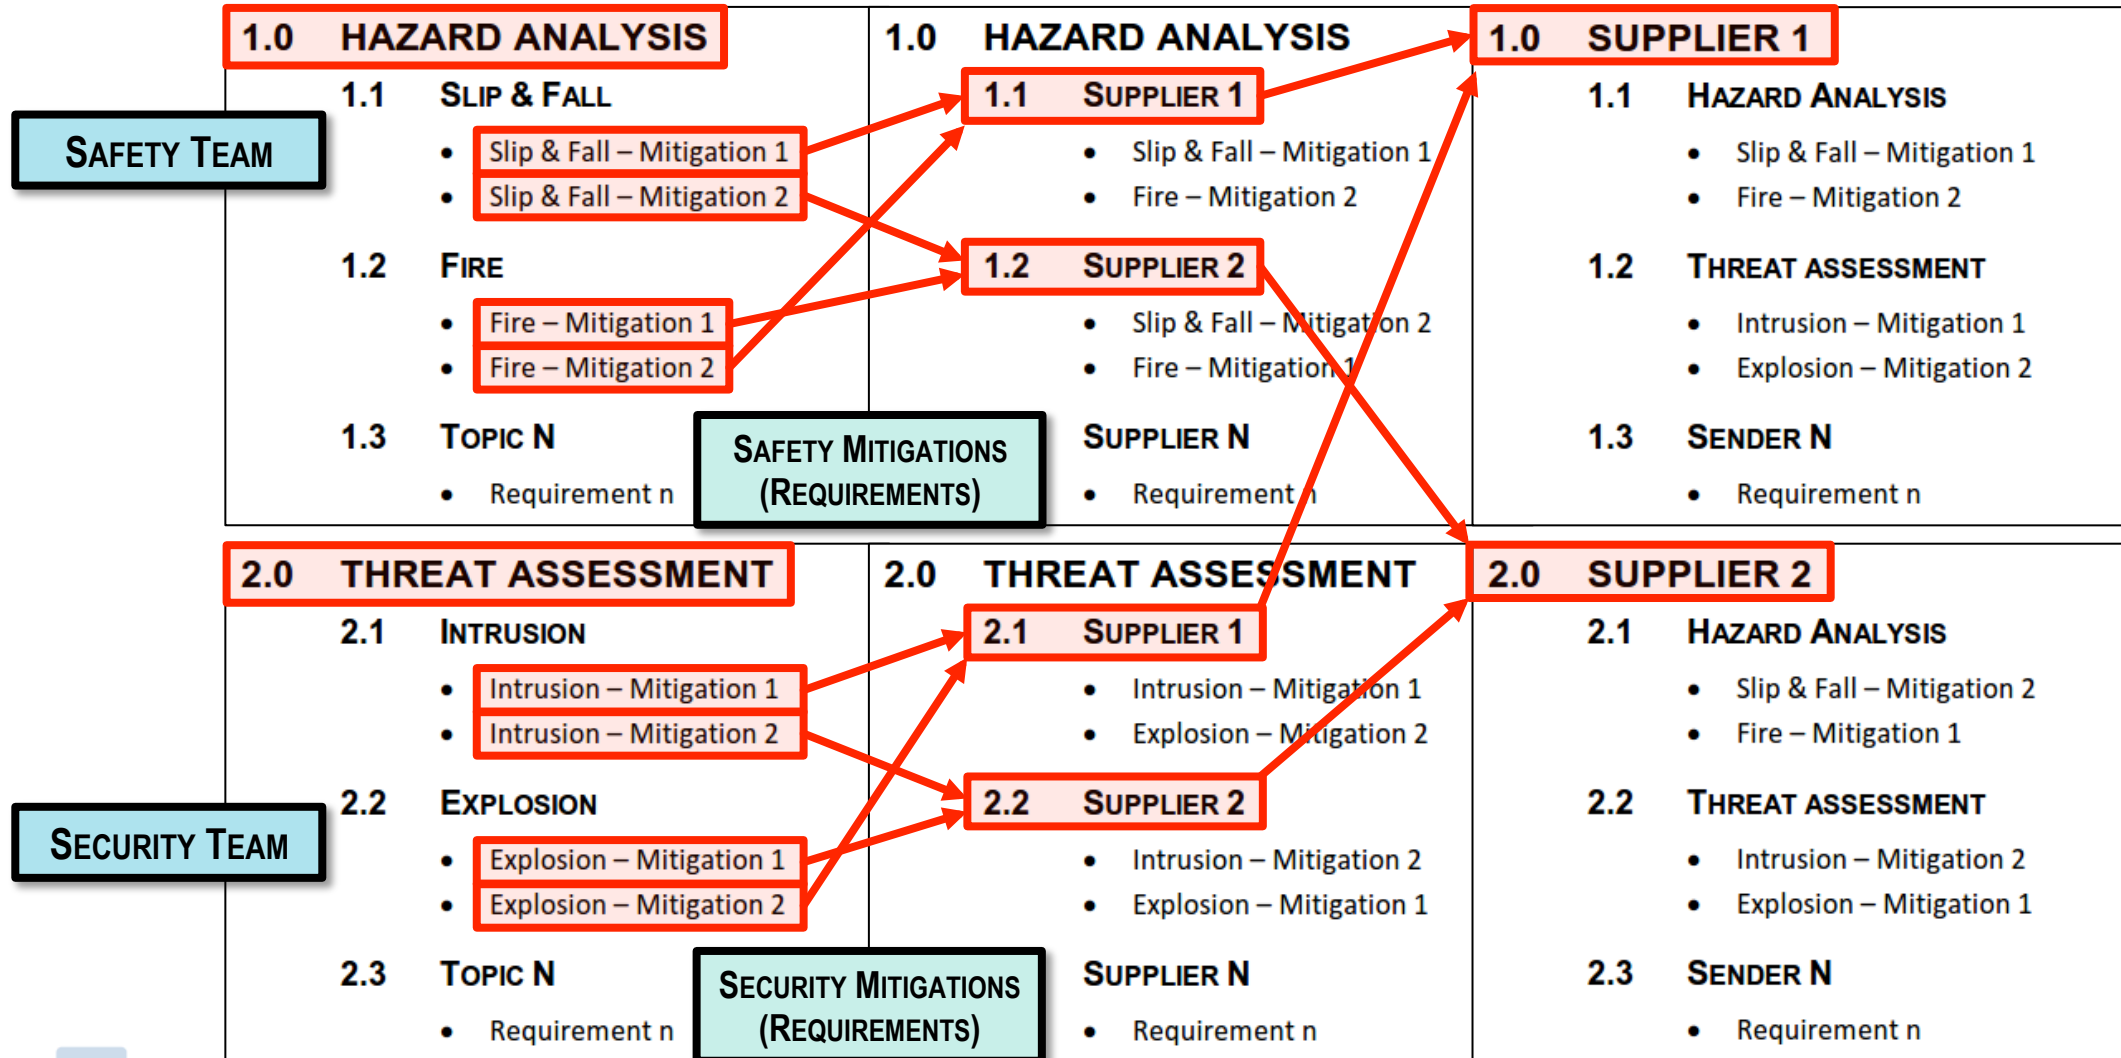 SAFETY TEAM
1.0 HAZARD ANALYSIS
1.1 SLIP & FALL
• Slip & Fall – Mitigation 1
• Slip & Fall – Mitigation 2
1.2 FIRE
• Fire – Mitigation 1
• Fire – Mitigation 2
1.3 TOPIC N
• Requirement n
SAFETY MITIGATIONS
(REQUIREMENTS)
1.0 HAZARD ANALYSIS
1.1 SUPPLIER 1
• Slip & Fall – Mitigation 1
• Fire – Mitigation 2
1.2 SUPPLIER 2
• Slip & Fall – Mitigation 2
• Fire – Mitigation 1
SUPPLIER N
• Requirement n
1.0 SUPPLIER 1
1.1 HAZARD ANALYSIS
• Slip & Fall – Mitigation 1
• Fire – Mitigation 2
1.2 THREAT ASSESSMENT
• Intrusion – Mitigation 1
• Explosion – Mitigation 2
1.3 SENDER N
• Requirement n
SECURITY TEAM
2.0 THREAT ASSESSMENT
2.1 INTRUSION
• Intrusion – Mitigation 1
• Intrusion – Mitigation 2
2.2 EXPLOSION
• Explosion – Mitigation 1
• Explosion – Mitigation 2
2.3 TOPIC N
• Requirement n
SECURITY MITIGATIONS
(REQUIREMENTS)
2.0 THREAT ASSESSMENT
2.1 SUPPLIER 1
• Intrusion – Mitigation 1
• Explosion – Mitigation 2
2.2 SUPPLIER 2
• Intrusion – Mitigation 2
• Explosion – Mitigation 1
SUPPLIER N
• Requirement n
2.0 SUPPLIER 2
2.1 HAZARD ANALYSIS
• Slip & Fall – Mitigation 2
• Fire – Mitigation 1
2.2 THREAT ASSESSMENT
• Intrusion – Mitigation 2
• Explosion – Mitigation 1
2.3 SENDER N
• Requirement n